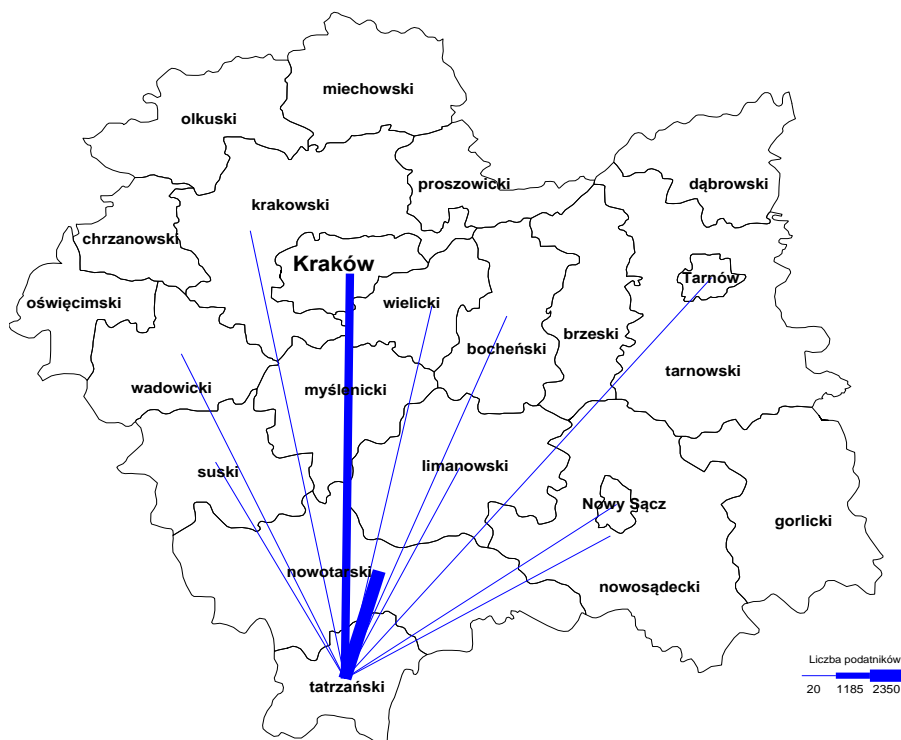 miechowski
olkuski
proszowicki
dąbrowski
krakowski
chrzanowski
Kraków
Tarnów
oświęcimski
wielicki
brzeski
bocheński
tarnowski
wadowicki
myślenicki
limanowski
suski
Nowy Sącz
gorlicki
nowotarski
nowosądecki
Liczba podatników
tatrzański
20 1185 2350